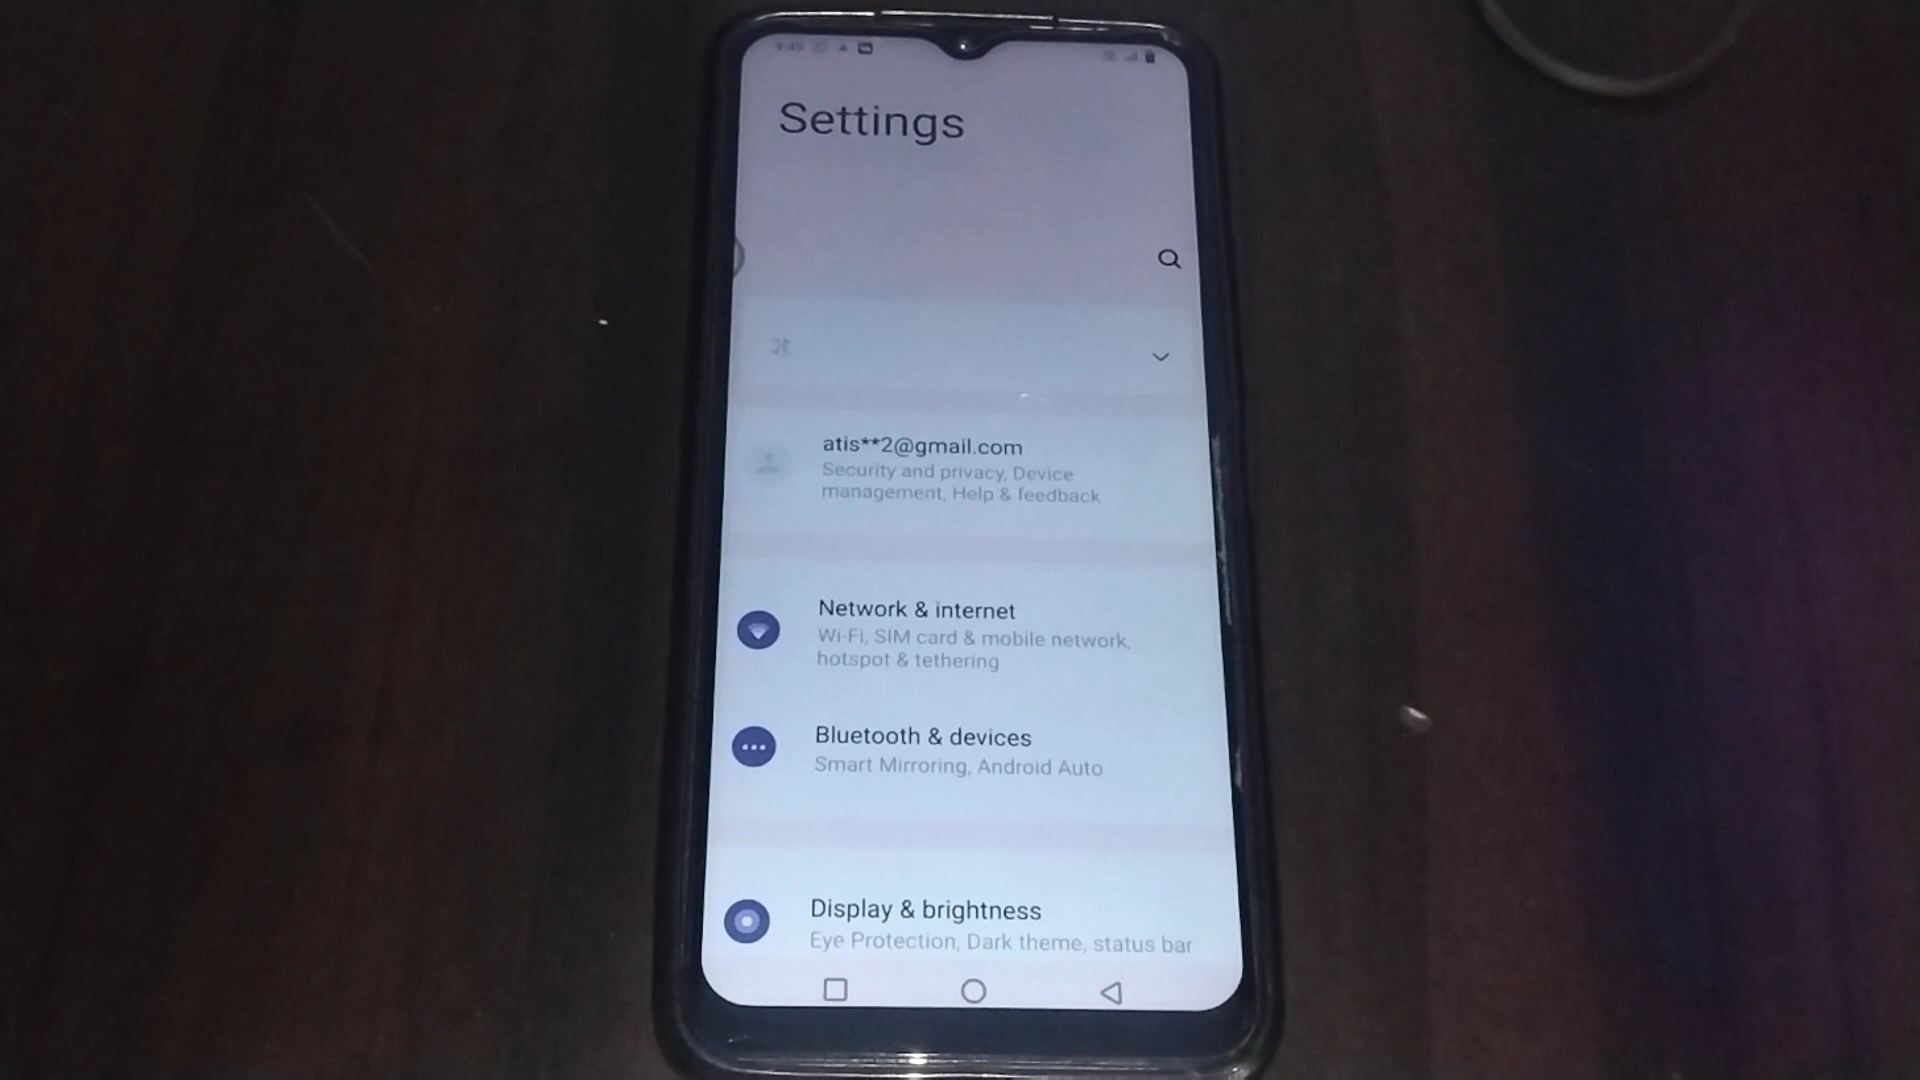 Settings
atis**2@gmail.com
Security and privacy, Device
management, Help & feedback
Network & internet
Wi-Fi, SIM card & mobile network,
hotspot & tethering
Bluetooth & devices
Smart Mirroring, Android Auto
Display & brightness
Eye Protection, Dark theme, status bar